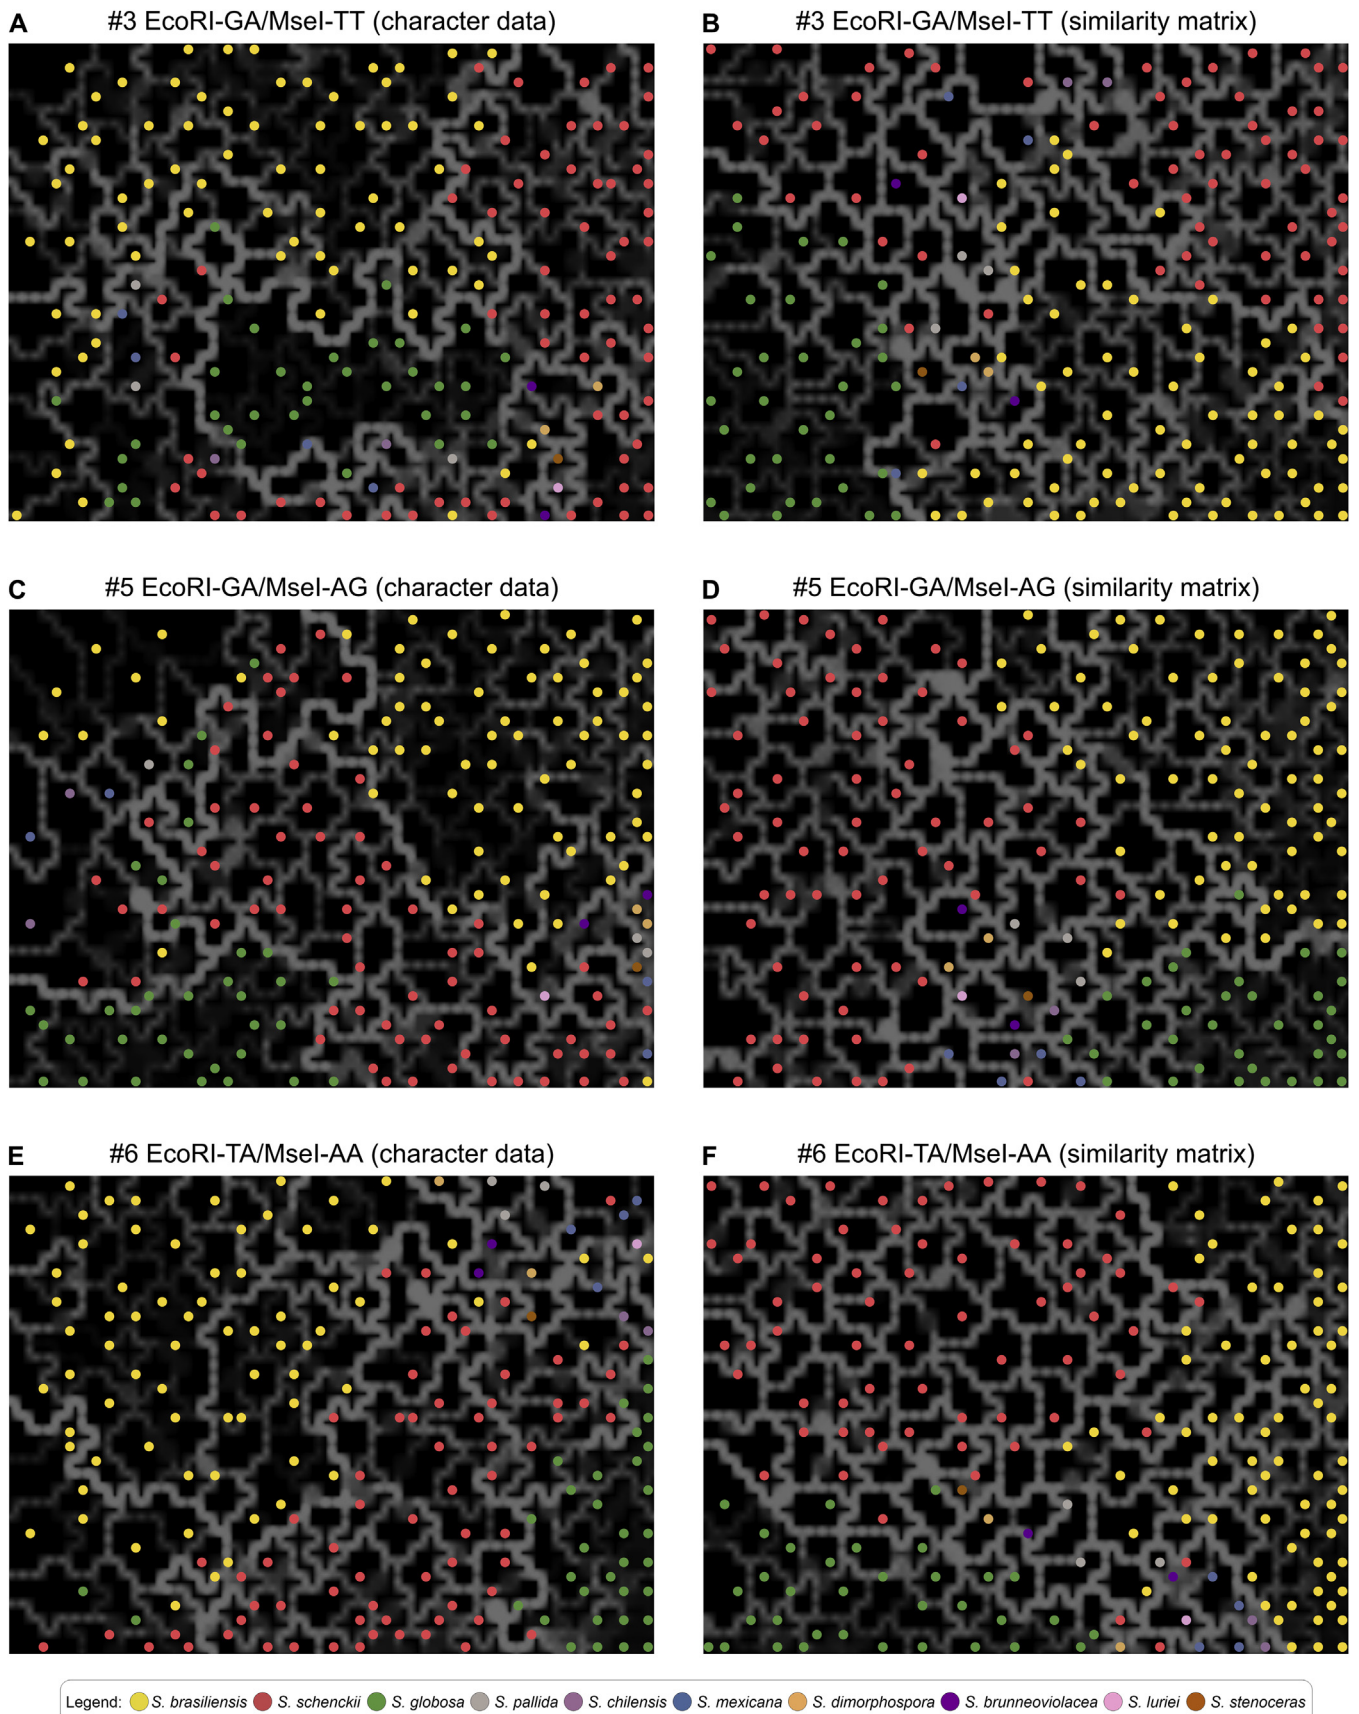 A #3 EcoRI-GA/MseI-TT (character data)
B #3 EcoRI-GA/MseI-TT (similarity matrix)
C #5 EcoRI-GA/MseI-AG (character data)
D #5 EcoRI-GA/MseI-AG (similarity matrix)
E #6 EcoRI-TA/MseI-AA (character data)
F #6 EcoRI-TA/MseI-AA (similarity matrix)
Legend: S. brasiliensis S. schenckii S. globosa S. pallida S. chilensis S. mexicana S. dimorphospora S. brunneoviolacea S. luriei S. stenoceras